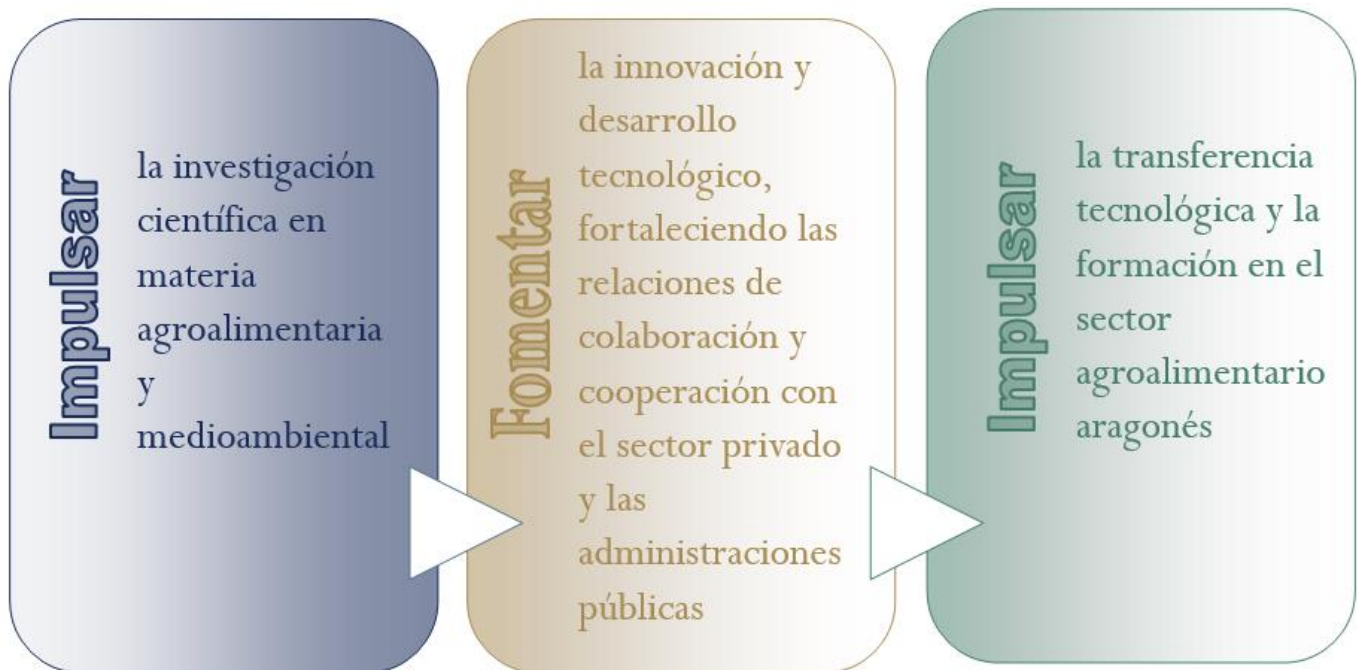 Impulsar
la investigación
científica en
materia
agroalimentaria
y
medioambiental
Fomentar
la innovación y
desarrollo
tecnológico,
fortaleciendo las
relaciones de
colaboración y
cooperación con
el sector privado
y las
administraciones
públicas
Impulsar
la transferencia
tecnológica y la
formación en el
sector
agroalimentario
aragonés